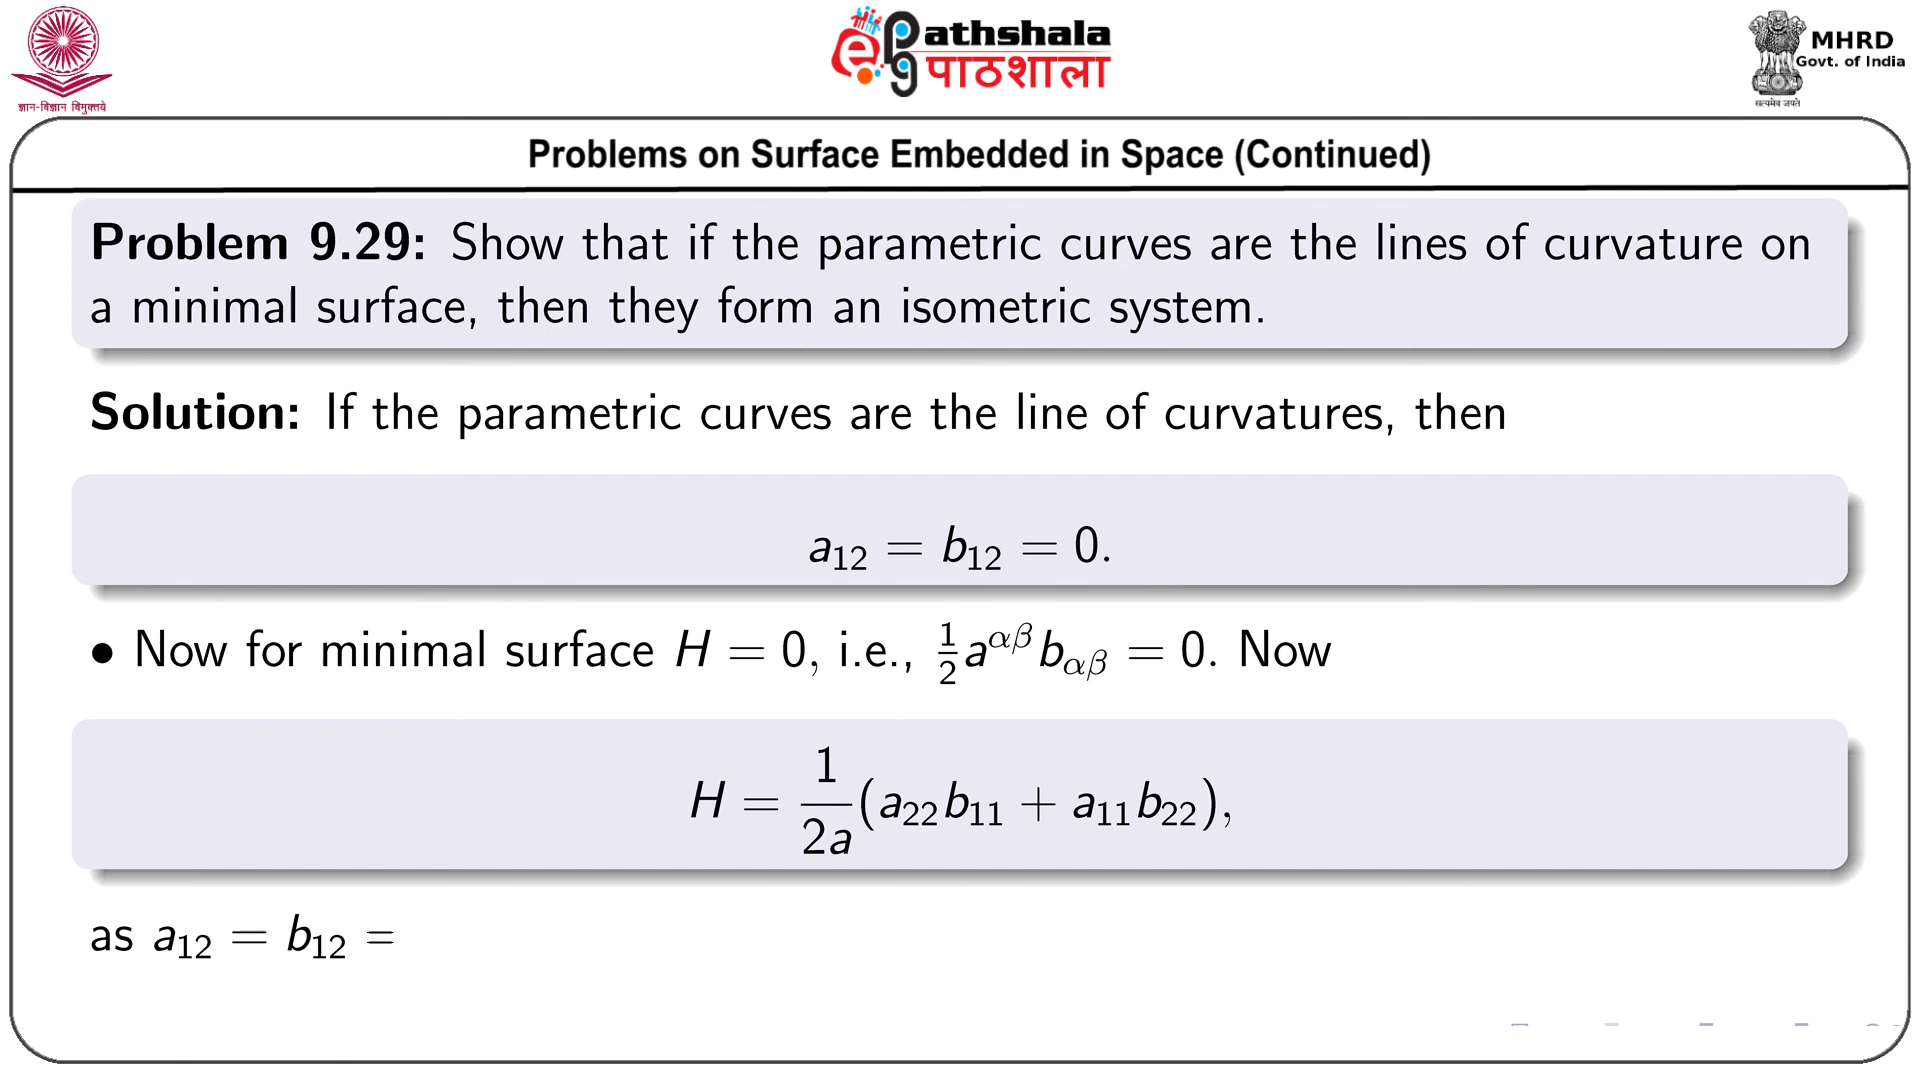 ज्ञान-विज्ञान विमुक्तये
ePG Pathshala
पाठशाला
MHRD
Govt. of India
सत्यमेव जयते
Problems on Surface Embedded in Space (Continued)
Problem 9.29: Show that if the parametric curves are the lines of curvature on
a minimal surface, then they form an isometric system.
Solution: If the parametric curves are the line of curvatures, then
a₁₂ = b₁₂ = 0.
• Now for minimal surface H = 0, i.e., ½a^{αβ}b_{αβ} = 0. Now
H = \frac{1}{2a}(a₂₂b₁₁ + a₁₁b₂₂),
as a₁₂ = b₁₂ =